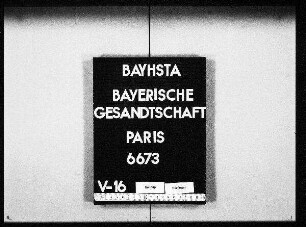 BAYHSTA
BAYERISCHE
GESANDTSCHAFT
PARIS
6673
V-16